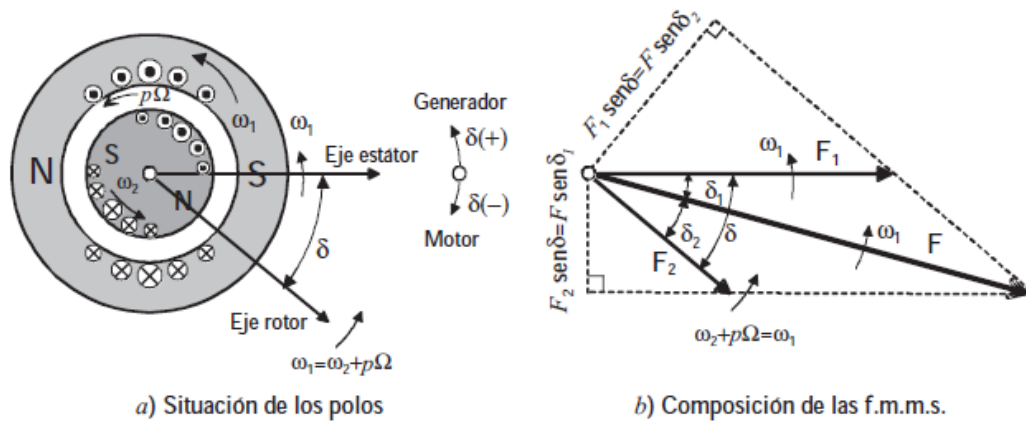 N
S
S
N
pΩ
ω₁
ω₂
ω₁
Eje estátor
δ
Eje rotor
ω₁=ω₂+pΩ
Generador
δ(+)
δ(–)
Motor
a) Situación de los polos
F₁ senδ=F senδ₂
F₂ senδ=F senδ₁
ω₁
F₁
δ₁
δ₂
δ
F₂
ω₁
F
ω₂+pΩ=ω₁
b) Composición de las f.m.m.s.